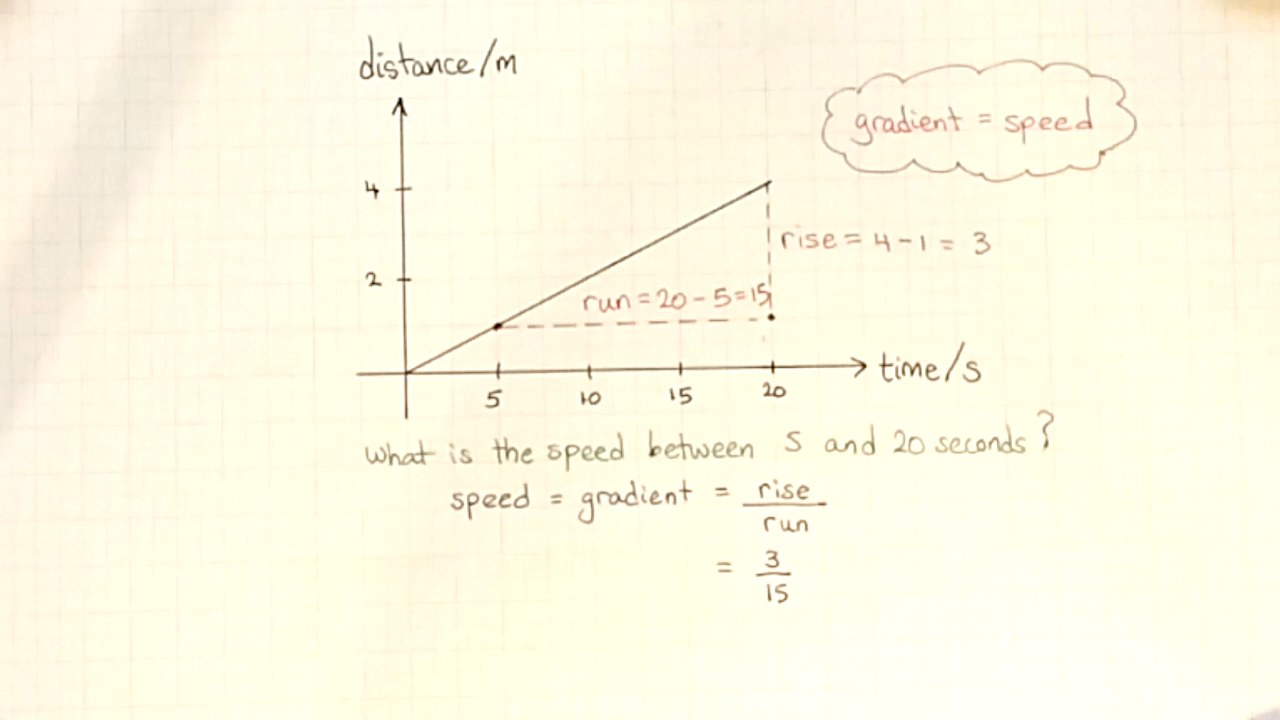 distance/m
gradient = speed
4
rise = 4 - 1 = 3
2
run = 20 - 5 = 15
time/s
5 10 15 20
what is the speed between 5 and 20 seconds?
speed = gradient = rise
run
= 3
15